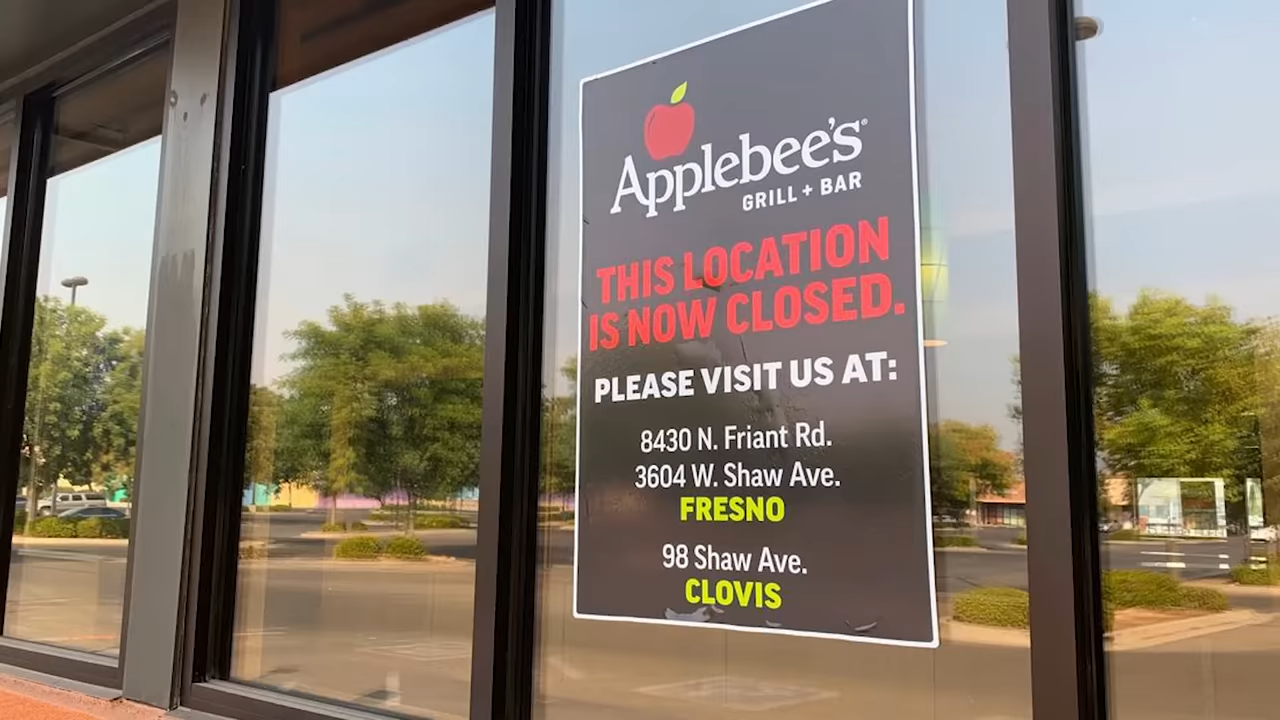 Applebee's®
GRILL + BAR
THIS LOCATION
IS NOW CLOSED.
PLEASE VISIT US AT:
8430 N. Friant Rd.
3604 W. Shaw Ave.
FRESNO
98 Shaw Ave.
CLOVIS